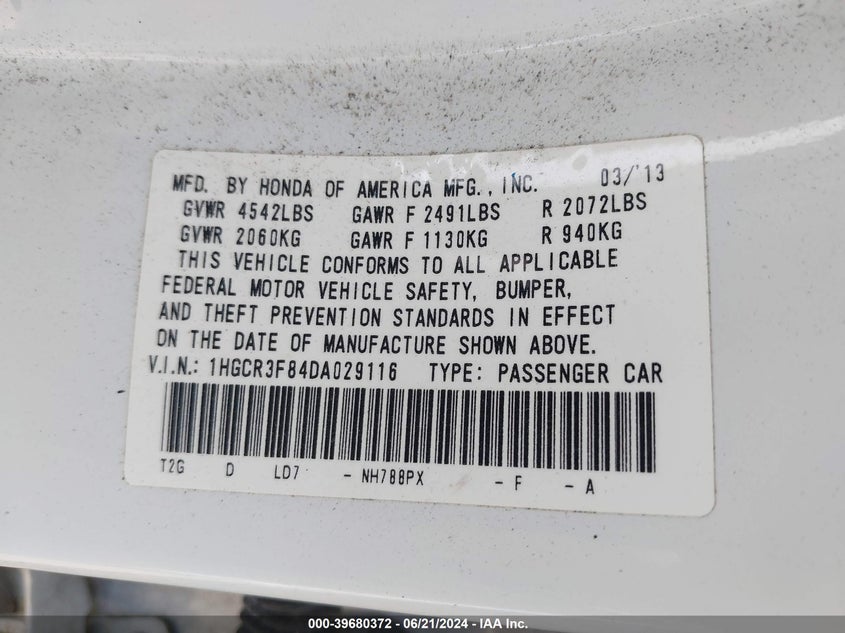 MFD. BY HONDA OF AMERICA MFG., INC. 03/'13
GVWR 4542LBS GAWR F 2491LBS R 2072LBS
GVWR 2060KG GAWR F 1130KG R 940KG
THIS VEHICLE CONFORMS TO ALL APPLICABLE
FEDERAL MOTOR VEHICLE SAFETY, BUMPER,
AND THEFT PREVENTION STANDARDS IN EFFECT
ON THE DATE OF MANUFACTURE SHOWN ABOVE.
V.I.N.: 1HGCR3F84DA029116 TYPE: PASSENGER CAR
T2G D LD7 - NH788PX - F - A
000-39680372 - 06/21/2024 - IAA Inc.